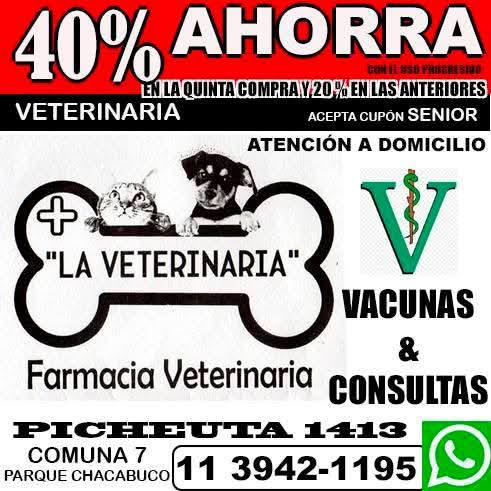 40% AHORRA
CON EL USO PROGRESIVO
EN LA QUINTA COMPRA Y 20 % EN LAS ANTERIORES
VETERINARIA
ACEPTA CUPÓN SENIOR
ATENCIÓN A DOMICILIO
"LA VETERINARIA"
Farmacia Veterinaria
V
VACUNAS
&
CONSULTAS
PICHEUTA 1413
COMUNA 7
PARQUE CHACABUCO
11 3942-1195